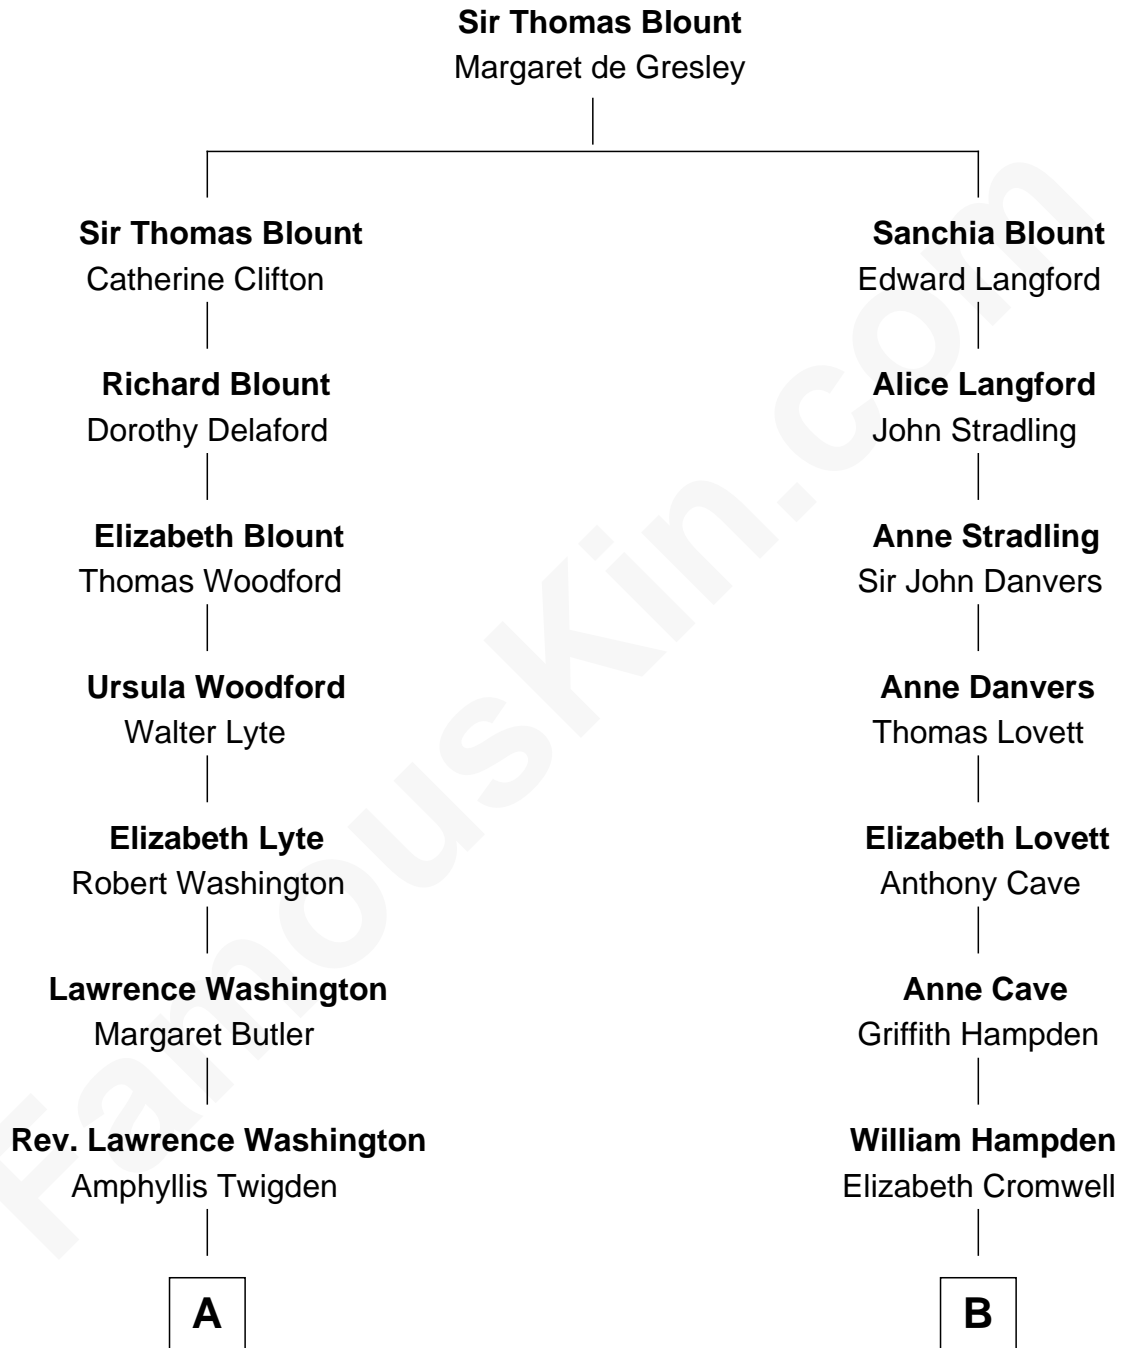 Sir Thomas Blount
Margaret de Gresley
Sir Thomas Blount
Catherine Clifton
Richard Blount
Dorothy Delaford
Elizabeth Blount
Thomas Woodford
Ursula Woodford
Walter Lyte
Elizabeth Lyte
Robert Washington
Lawrence Washington
Margaret Butler
Rev. Lawrence Washington
Amphyllis Twigden
A
Sanchia Blount
Edward Langford
Alice Langford
John Stradling
Anne Stradling
Sir John Danvers
Anne Danvers
Thomas Lovett
Elizabeth Lovett
Anthony Cave
Anne Cave
Griffith Hampden
William Hampden
Elizabeth Cromwell
B
FamousKin.com